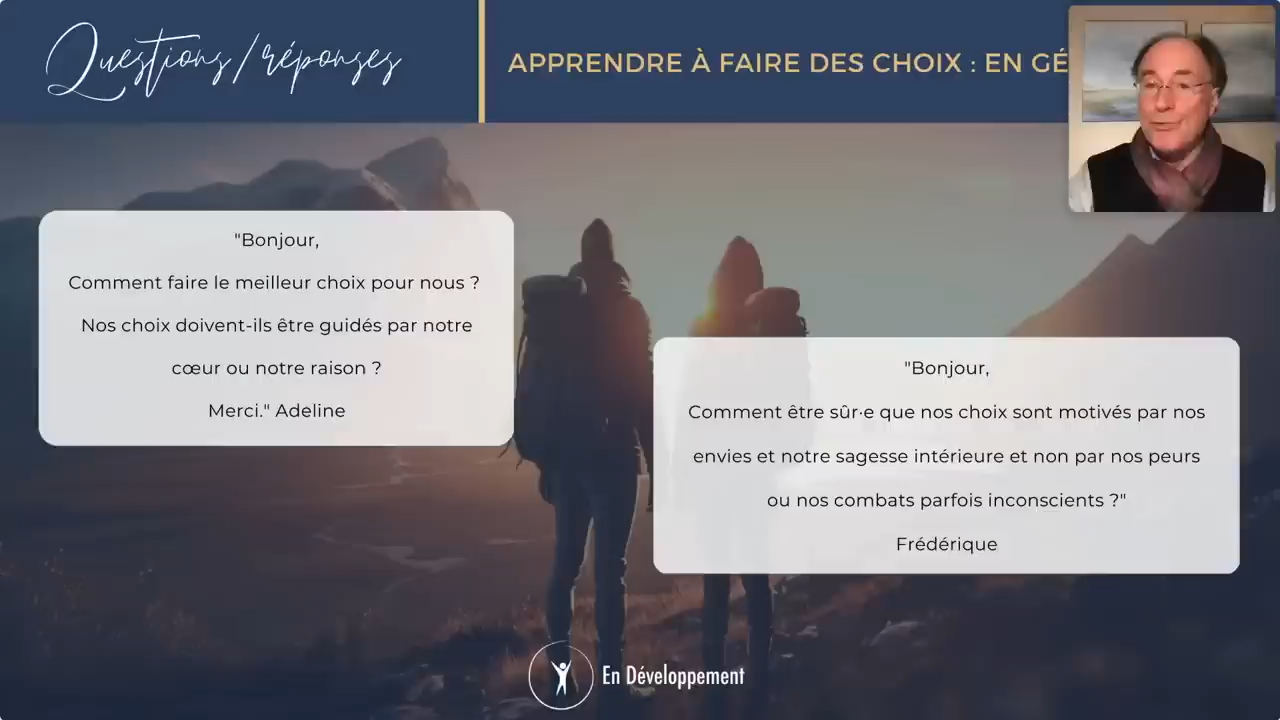 Questions/réponses
APPRENDRE À FAIRE DES CHOIX : EN GÉ
"Bonjour,
Comment faire le meilleur choix pour nous ?
Nos choix doivent-ils être guidés par notre
cœur ou notre raison ?
Merci." Adeline
"Bonjour,
Comment être sûr·e que nos choix sont motivés par nos
envies et notre sagesse intérieure et non par nos peurs
ou nos combats parfois inconscients ?"
Frédérique
En Développement